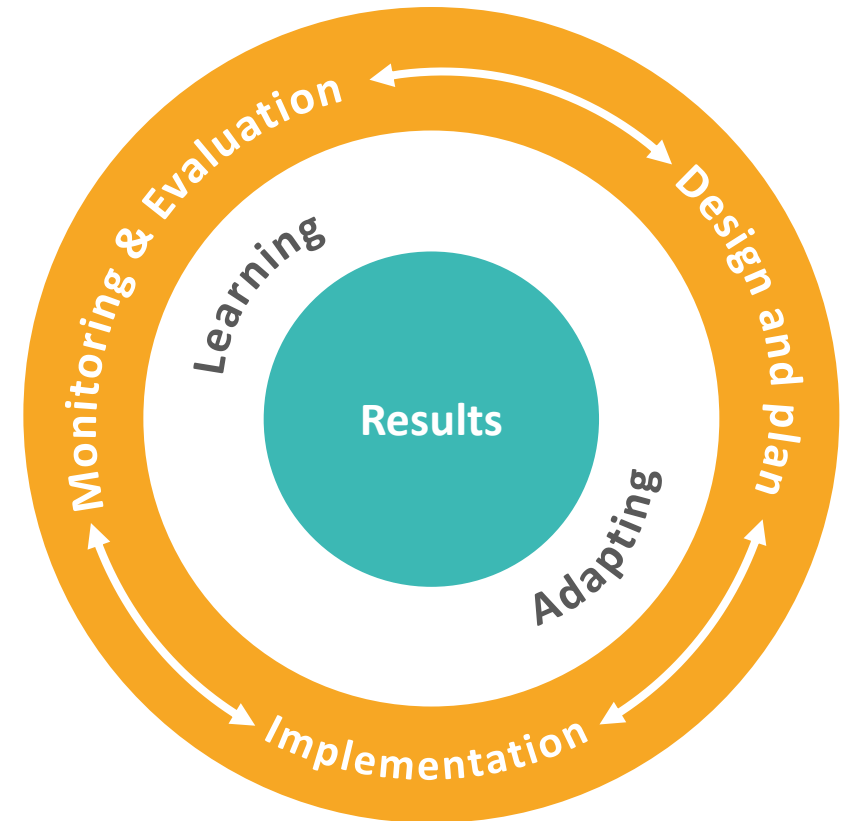 Monitoring & Evaluation
Design and plan
Learning
Results
Adapting
Implementation